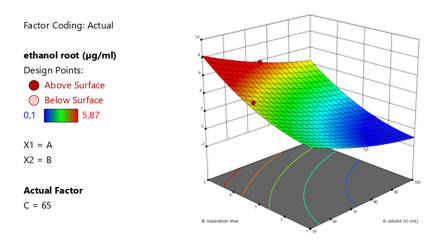 Factor Coding: Actual
ethanol root (µg/ml)
Design Points:
Above Surface
Below Surface
0,1 5,87
X1 = A
X2 = B
Actual Factor
C = 65
B: maseration time
A: solvent (V) (mL)